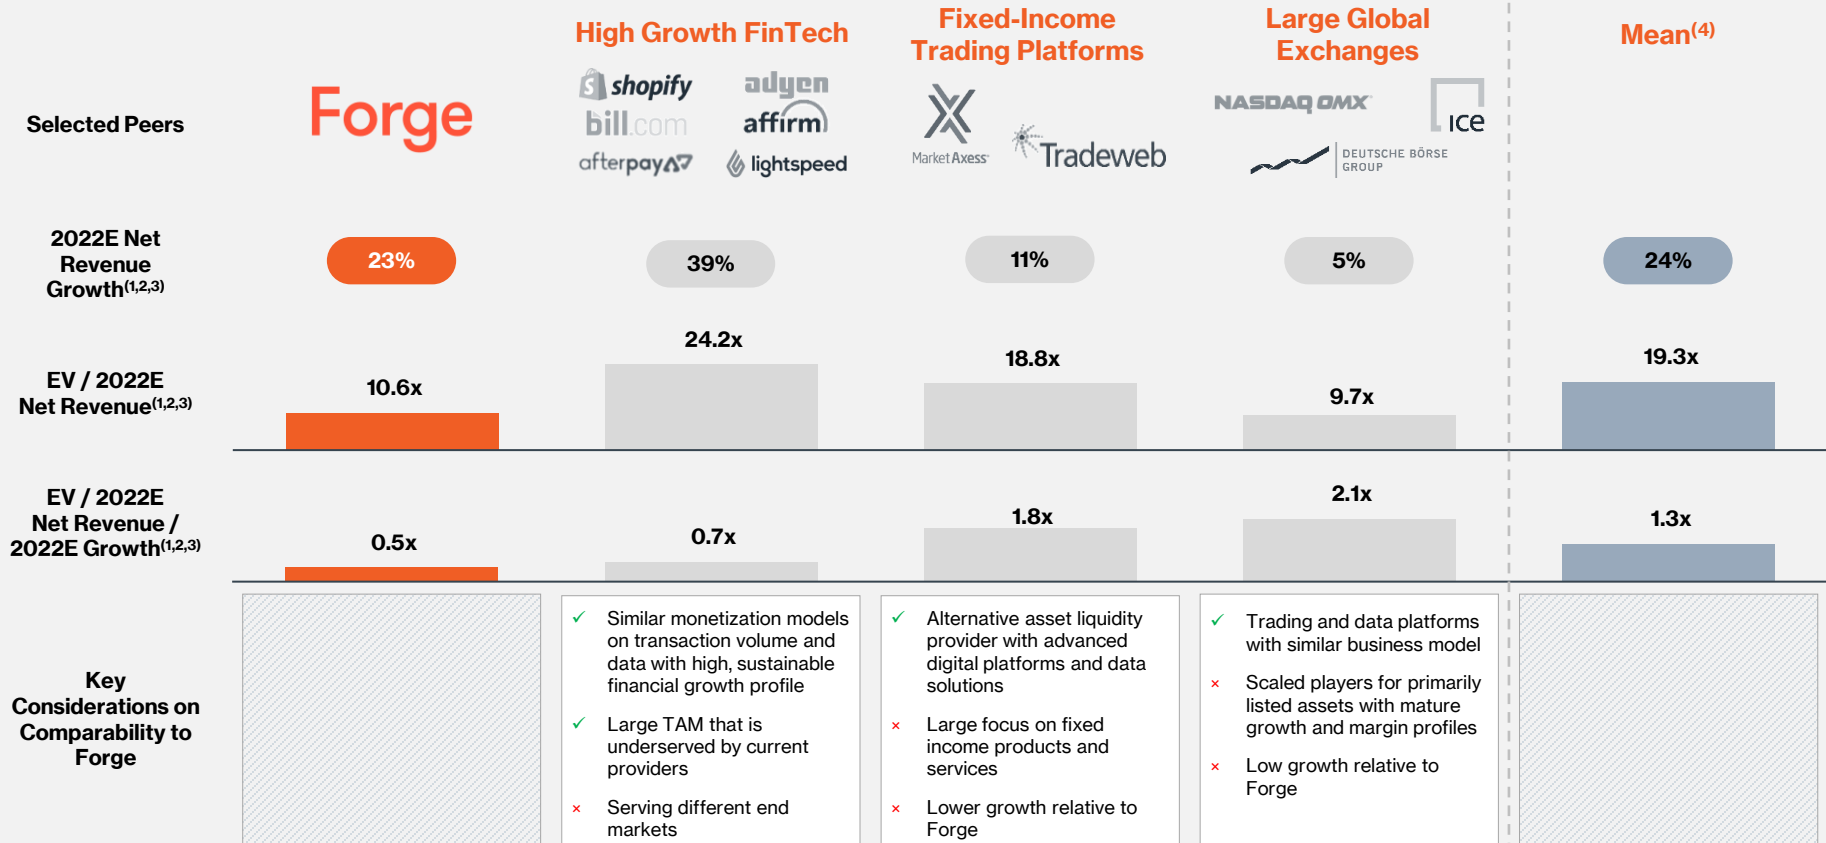 High Growth FinTech
Fixed-Income
Trading Platforms
Large Global
Exchanges
Mean(4)
Selected Peers
Forge
shopify
adyen
bill.com
affirm
afterpay
lightspeed
MarketAxess
Tradeweb
NASDAQ OMX
ice
DEUTSCHE BÖRSE
GROUP
2022E Net
Revenue
Growth(1,2,3)
23%
39%
11%
5%
24%
EV / 2022E
Net Revenue(1,2,3)
10.6x
24.2x
18.8x
9.7x
19.3x
EV / 2022E
Net Revenue /
2022E Growth(1,2,3)
0.5x
0.7x
1.8x
2.1x
1.3x
Key
Considerations on
Comparability to
Forge
✓ Similar monetization models
on transaction volume and
data with high, sustainable
financial growth profile
✓ Large TAM that is
underserved by current
providers
× Serving different end
markets
✓ Alternative asset liquidity
provider with advanced
digital platforms and data
solutions
× Large focus on fixed
income products and
services
× Lower growth relative to
Forge
✓ Trading and data platforms
with similar business model
× Scaled players for primarily
listed assets with mature
growth and margin profiles
× Low growth relative to
Forge